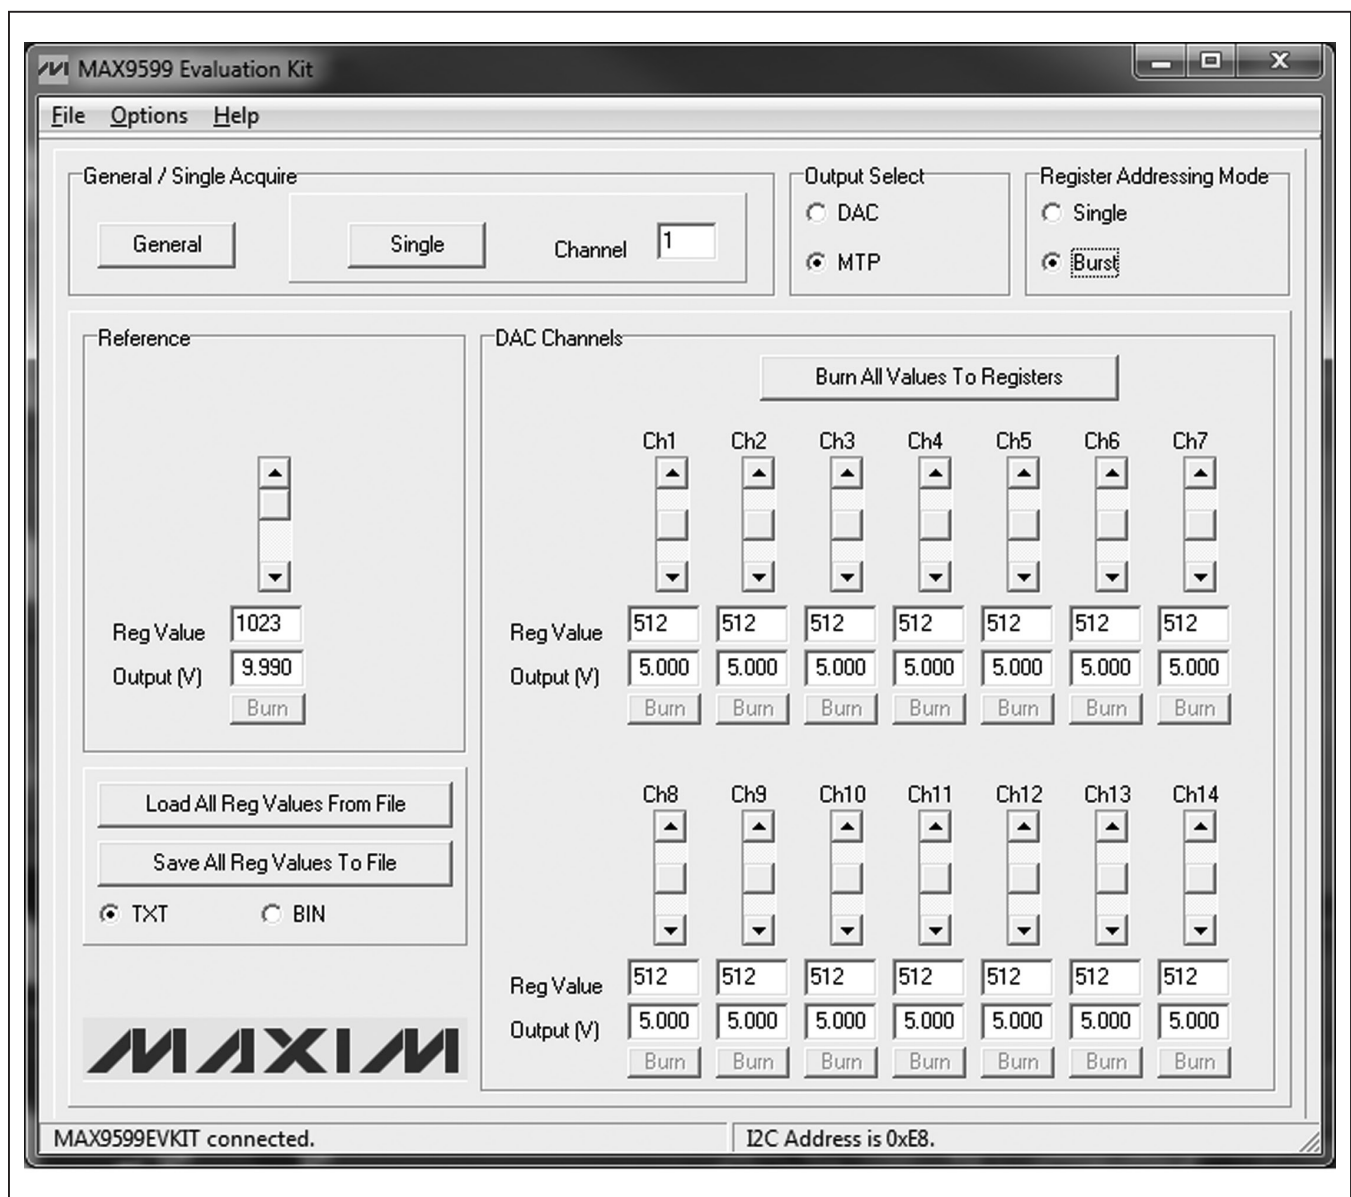 MAX9599 Evaluation Kit
File Options Help
General / Single Acquire
General Single Channel 1
Output Select
DAC
MTP
Register Addressing Mode
Single
Burst
Reference
Reg Value 1023
Output (V) 9.990
Burn
DAC Channels
Burn All Values To Registers
Ch1 Ch2 Ch3 Ch4 Ch5 Ch6 Ch7
Reg Value 512 512 512 512 512 512 512
Output (V) 5.000 5.000 5.000 5.000 5.000 5.000 5.000
Burn Burn Burn Burn Burn Burn Burn
Ch8 Ch9 Ch10 Ch11 Ch12 Ch13 Ch14
Reg Value 512 512 512 512 512 512 512
Output (V) 5.000 5.000 5.000 5.000 5.000 5.000 5.000
Burn Burn Burn Burn Burn Burn Burn
Load All Reg Values From File
Save All Reg Values To File
TXT BIN
MAXIM
MAX9599EVKIT connected. I2C Address is 0xE8.